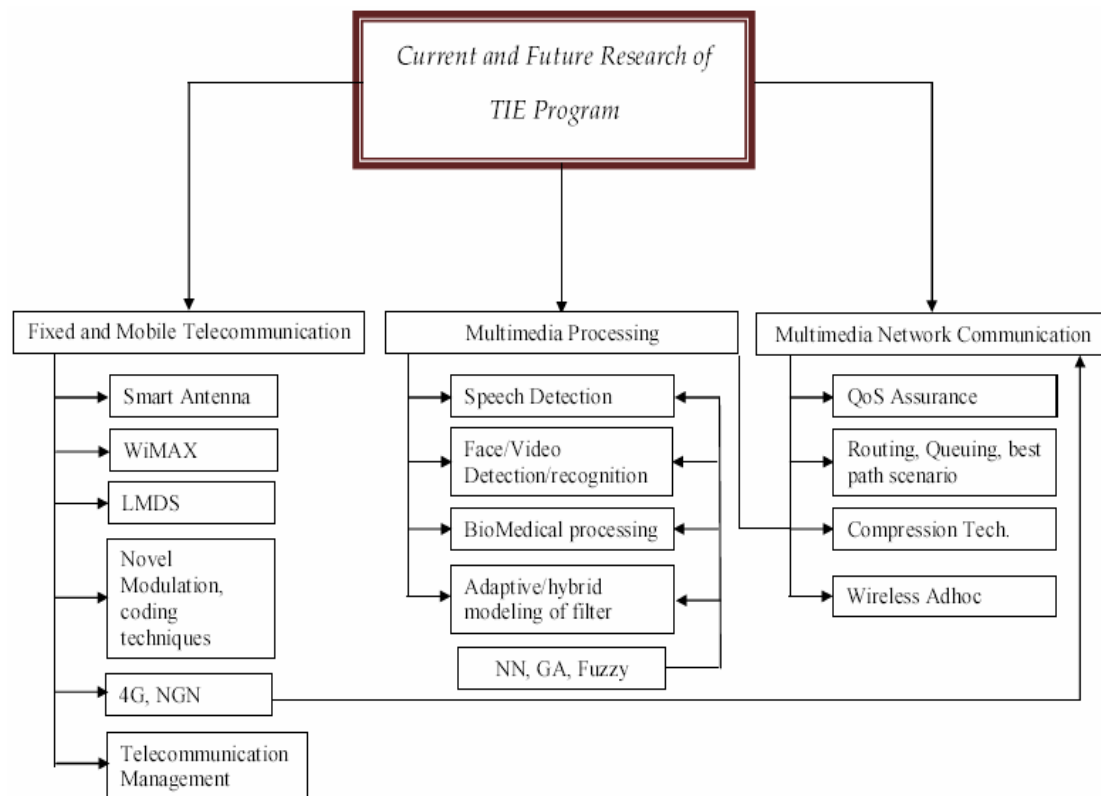 Current and Future Research of
TIE Program
Fixed and Mobile Telecommunication
Smart Antenna
WiMAX
LMDS
Novel
Modulation,
coding
techniques
4G, NGN
Telecommunication
Management
Multimedia Processing
Speech Detection
Face/Video
Detection/recognition
BioMedical processing
Adaptive/hybrid
modeling of filter
NN, GA, Fuzzy
Multimedia Network Communication
QoS Assurance
Routing, Queuing, best
path scenario
Compression Tech.
Wireless Adhoc